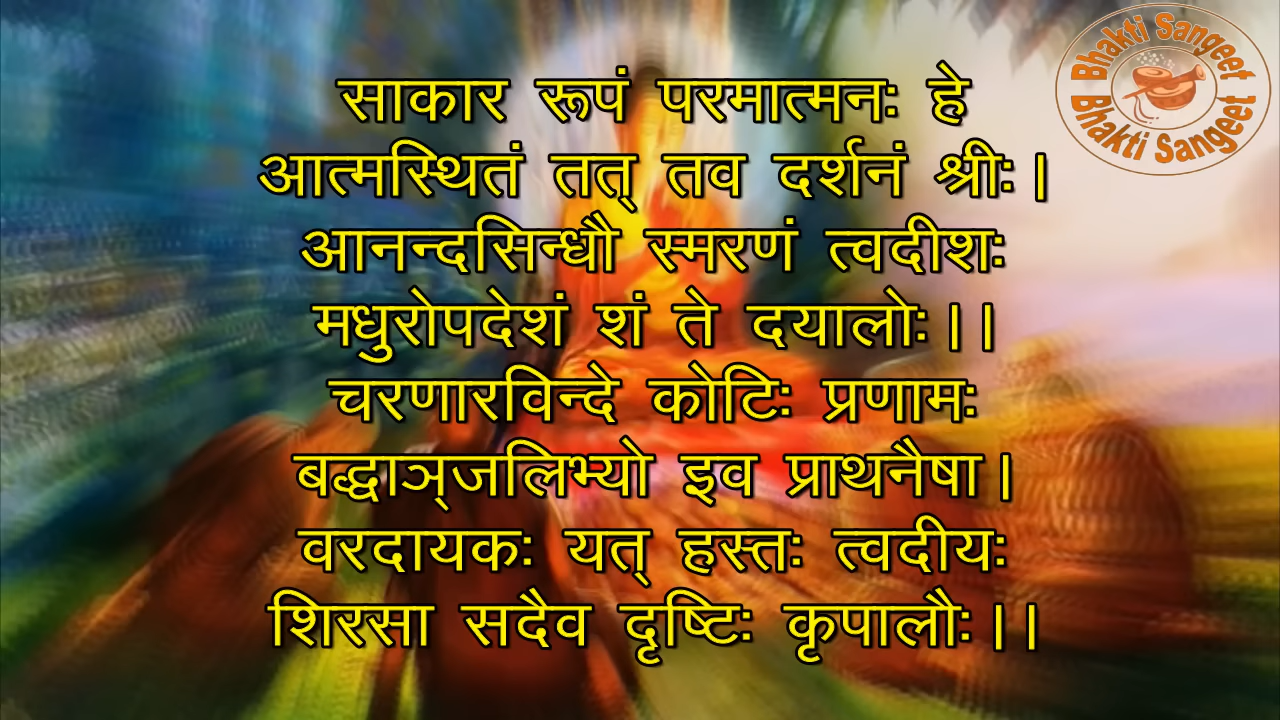 Bhakti Sangeet
Bhakti Sangeet
साकार रूपं परमात्मनः हे
आत्मस्थितं तत् तव दर्शनं श्रीः।
आनन्दसिन्धौ स्मरणं त्वदीशः
मधुरोपदेशं शं ते दयालोः।।
चरणारविन्दे कोटिः प्रणामः
बद्धाञ्जलिभ्यो इव प्राथनैषा।
वरदायकः यत् हस्तः त्वदीयः
शिरसा सदैव दृष्टिः कृपालौः।।